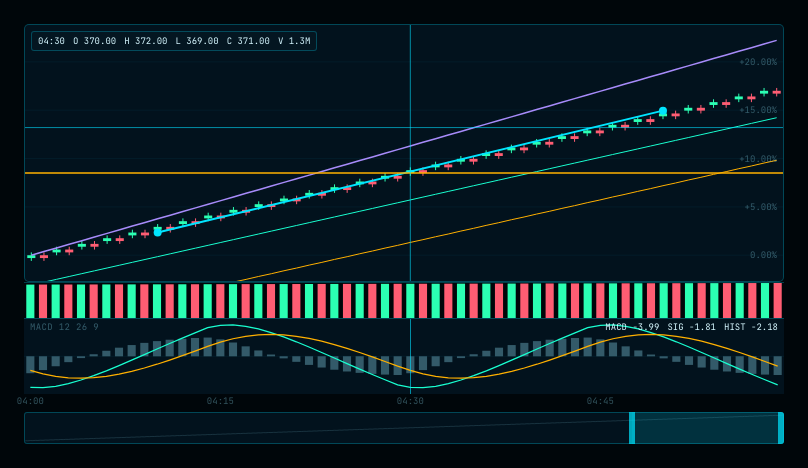 04:30 O 370.00 H 372.00 L 369.00 C 371.00 V 1.3M
+20.00%
+15.00%
+10.00%
+5.00%
0.00%
MACD 12 26 9
MACD -3.99 SIG -1.81 HIST -2.18
04:00 04:15 04:30 04:45